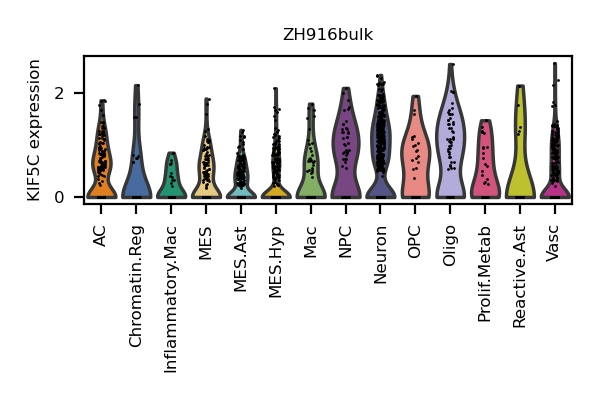 ZH916bulk
KIF5C expression
2
0
AC
Chromatin.Reg
Inflammatory.Mac
MES
MES.Ast
MES.Hyp
Mac
NPC
Neuron
OPC
Oligo
Prolif.Metab
Reactive.Ast
Vasc